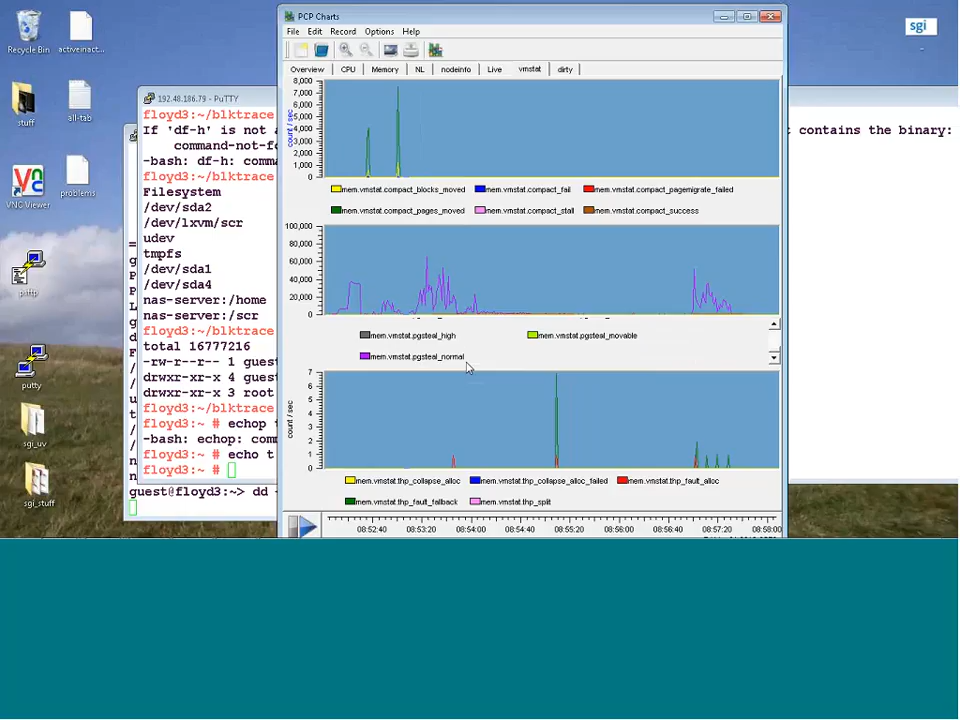 PCP Charts
File Edit Record Options Help
Overview CPU Memory NL nodeinfo Live vmstat dirty
8,000
7,000
6,000
5,000
4,000
3,000
2,000
1,000
0
count / sec
mem.vmstat.compact_blocks_moved mem.vmstat.compact_fail mem.vmstat.compact_pagemigrate_failed
mem.vmstat.compact_pages_moved mem.vmstat.compact_stall mem.vmstat.compact_success
100,000
80,000
60,000
40,000
20,000
0
mem.vmstat.pgsteal_high mem.vmstat.pgsteal_movable
mem.vmstat.pgsteal_normal
7
6
5
4
3
2
1
0
count / sec
mem.vmstat.thp_collapse_alloc mem.vmstat.thp_collapse_alloc_failed mem.vmstat.thp_fault_alloc
mem.vmstat.thp_fault_fallback mem.vmstat.thp_split
08:52:40 08:53:20 08:54:00 08:54:40 08:55:20 08:56:00 08:56:40 08:57:20 08:58:00
192.48.186.79 - PuTTY
floyd3:~/blktrace
If 'df-h' is not a
t contains the binary:
command-not-fo
-bash: df-h: comma
floyd3:~/blktrace
Filesystem
/dev/sda2
/dev/lxvm/scr
udev
tmpfs
/dev/sda1
/dev/sda4
nas-server:/home
nas-server:/scr
floyd3:~/blktrace
total 16777216
-rw-r--r-- 1 guest
drwxr-xr-x 4 guest
drwxr-xr-x 3 root
floyd3:~/blktrace
floyd3:~ # echop
-bash: echop: comm
floyd3:~ # echo t
floyd3:~ #
guest@floyd3:~> dd
Recycle Bin
activeinact...
stuff
all-tab
VNC Viewer
problems
psftp
putty
sgi_uv
sgi_stuff
sgi